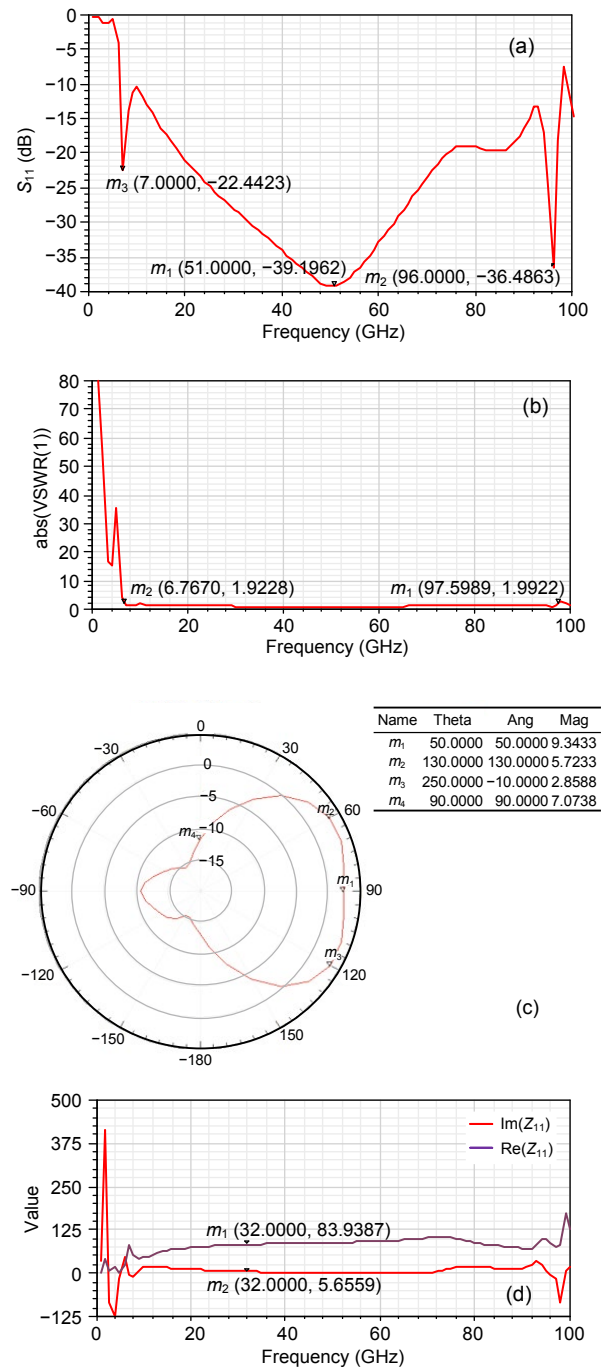 (a)
S11 (dB)
0
−5
−10
−15
−20
−25
−30
−35
−40
m3 (7.0000, −22.4423)
m1 (51.0000, −39.1962)
m2 (96.0000, −36.4863)
0 20 40 60 80 100
Frequency (GHz)
(b)
abs(VSWR(1))
80
70
60
50
40
30
20
10
0
m2 (6.7670, 1.9228)
m1 (97.5989, 1.9922)
0 20 40 60 80 100
Frequency (GHz)
Name Theta Ang Mag
m1 50.0000 50.0000 9.3433
m2 130.0000 130.0000 5.7233
m3 250.0000 −10.0000 2.8588
m4 90.0000 90.0000 7.0738
0
−30 30
0
−5
−60 60
m2
−10
m4
−15
−90 90
m1
m3
−120 120
−150 150
−180
(c)
500
375
250
125
0
−125
Value
Im(Z11)
Re(Z11)
m1 (32.0000, 83.9387)
m2 (32.0000, 5.6559)
(d)
0 20 40 60 80 100
Frequency (GHz)